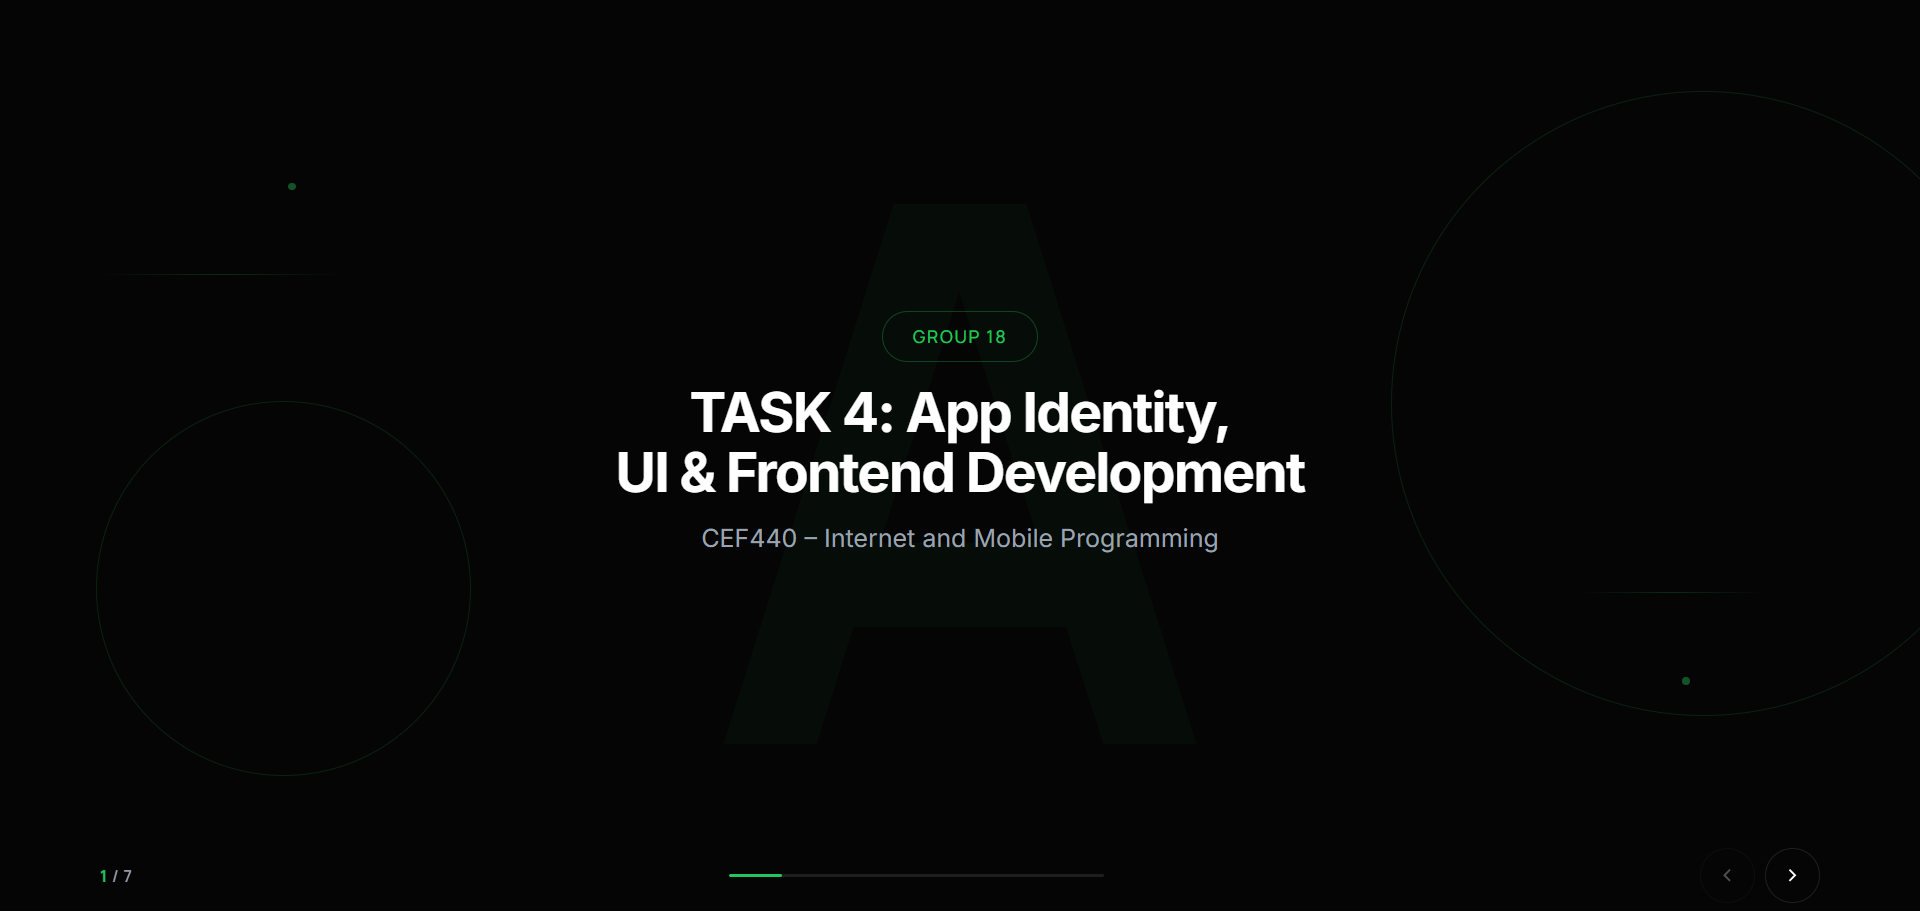 GROUP 18
TASK 4: App Identity,
UI & Frontend Development
CEF440 – Internet and Mobile Programming
A
1 / 7